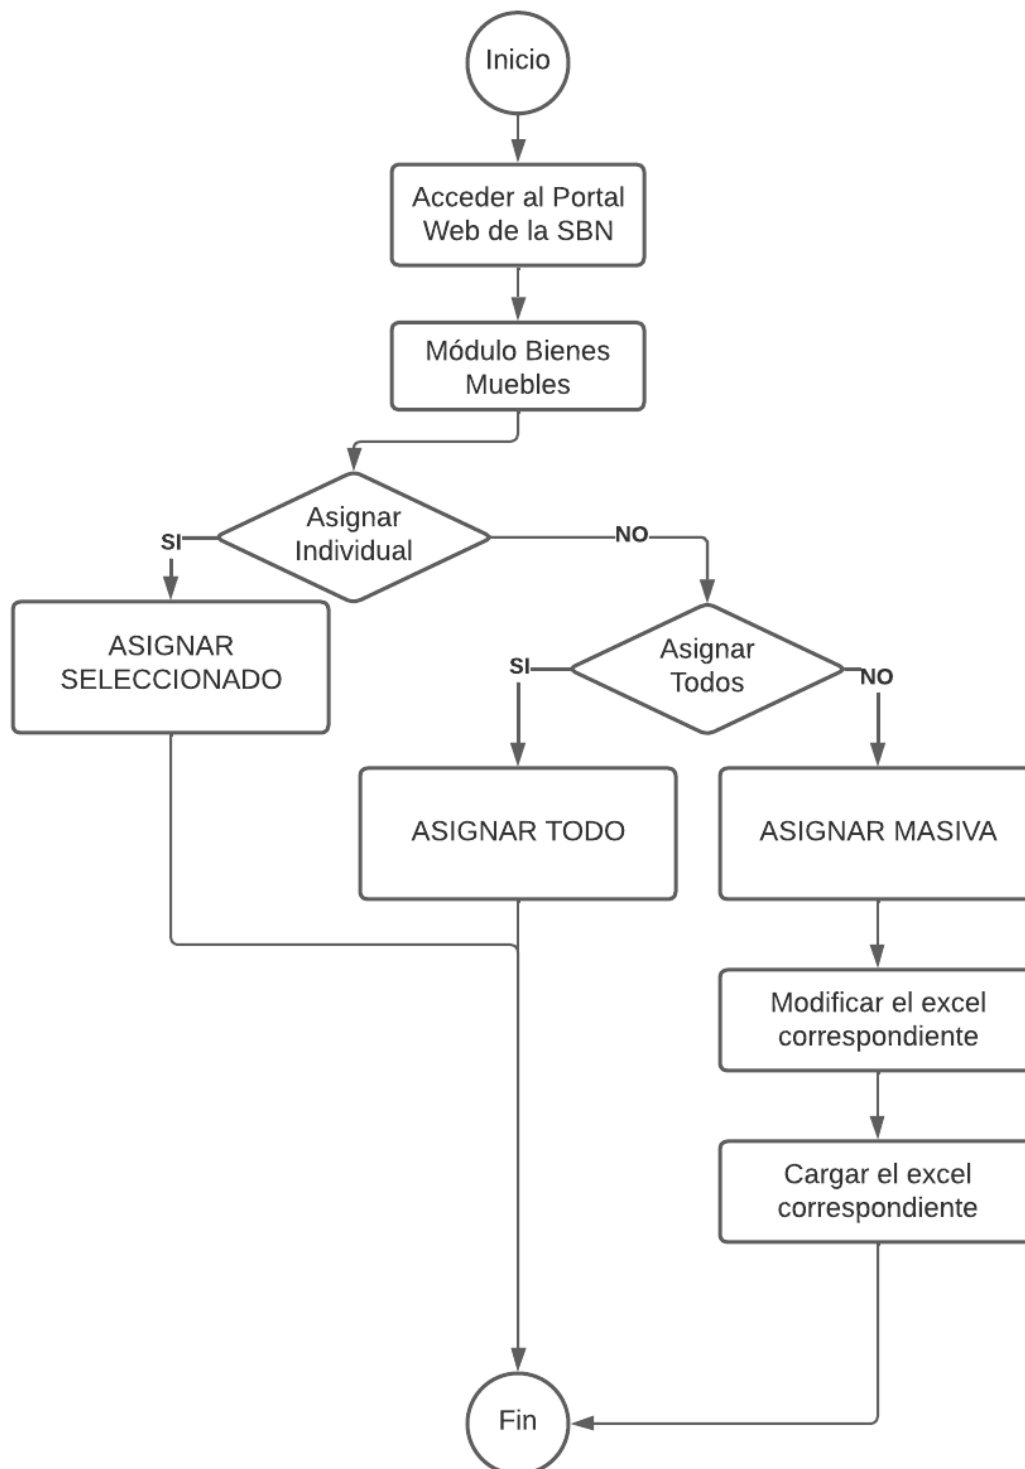 Inicio
Acceder al Portal
Web de la SBN
Módulo Bienes
Muebles
Asignar
Individual
SI
NO
ASIGNAR
SELECCIONADO
Asignar
Todos
SI
NO
ASIGNAR TODO
ASIGNAR MASIVA
Modificar el excel
correspondiente
Cargar el excel
correspondiente
Fin